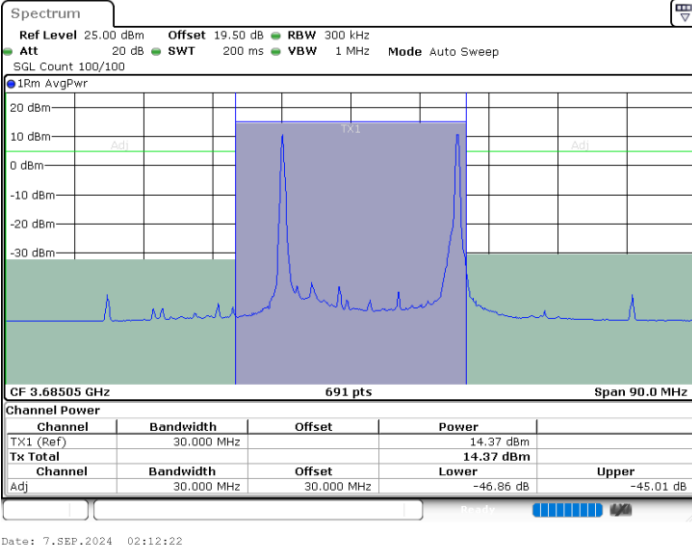 Spectrum
Ref Level 25.00 dBm Offset 19.50 dB RBW 300 kHz
Att 20 dB SWT 200 ms VBW 1 MHz Mode Auto Sweep
SGL Count 100/100
1Rm AvgPwr
20 dBm
TX1
10 dBm
Adj Adj
0 dBm
-10 dBm
-20 dBm
-30 dBm
CF 3.68505 GHz 691 pts Span 90.0 MHz
Channel Power
Channel Bandwidth Offset Power
TX1 (Ref) 30.000 MHz 14.37 dBm
Tx Total 14.37 dBm
Channel Bandwidth Offset Lower Upper
Adj 30.000 MHz 30.000 MHz -46.86 dB -45.01 dB
Ready
Date: 7.SEP.2024 02:12:22